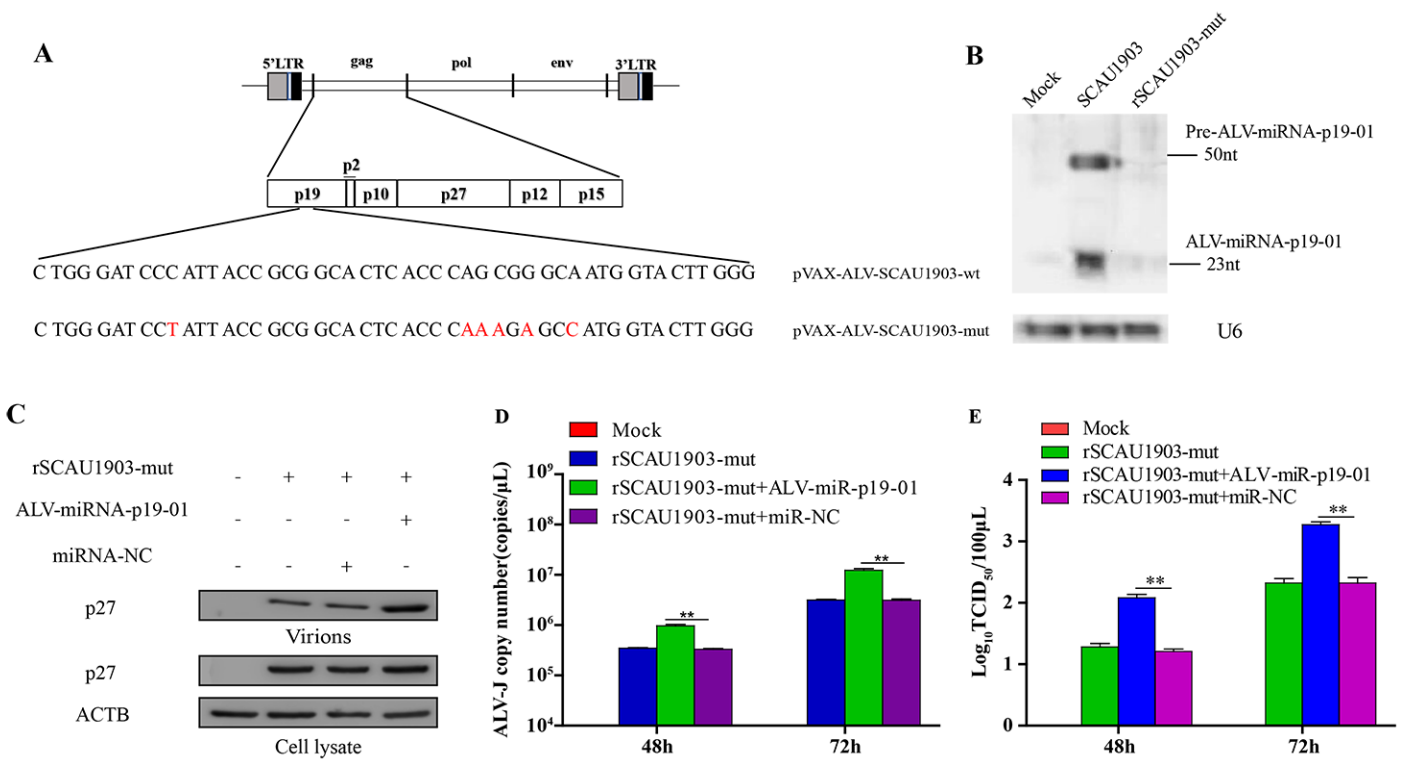 A
5'LTR gag pol env 3'LTR
p2
p19 p10 p27 p12 p15
C TGG GAT CCC ATT ACC GCG GCA CTC ACC CAG CGG GCA ATG GTA CTT GGG pVAX-ALV-SCAU1903-wt
C TGG GAT CCT ATT ACC GCG GCA CTC ACC CAA AGA GCC ATG GTA CTT GGG pVAX-ALV-SCAU1903-mut
B
Mock SCAU1903 rSCAU1903-mut
Pre-ALV-miRNA-p19-01
50nt
ALV-miRNA-p19-01
23nt
U6
C
rSCAU1903-mut - + + +
ALV-miRNA-p19-01 - - - +
miRNA-NC - - + -
p27
Virions
p27
ACTB
Cell lysate
D
Mock
rSCAU1903-mut
rSCAU1903-mut+ALV-miR-p19-01
rSCAU1903-mut+miR-NC
ALV-J copy number(copies/μL)
10⁹
10⁸
10⁷
10⁶
10⁵
10⁴
** **
48h 72h
E
Mock
rSCAU1903-mut
rSCAU1903-mut+ALV-miR-p19-01
rSCAU1903-mut+miR-NC
Log₁₀TCID₅₀/100μL
4
3
2
1
0
** **
48h 72h